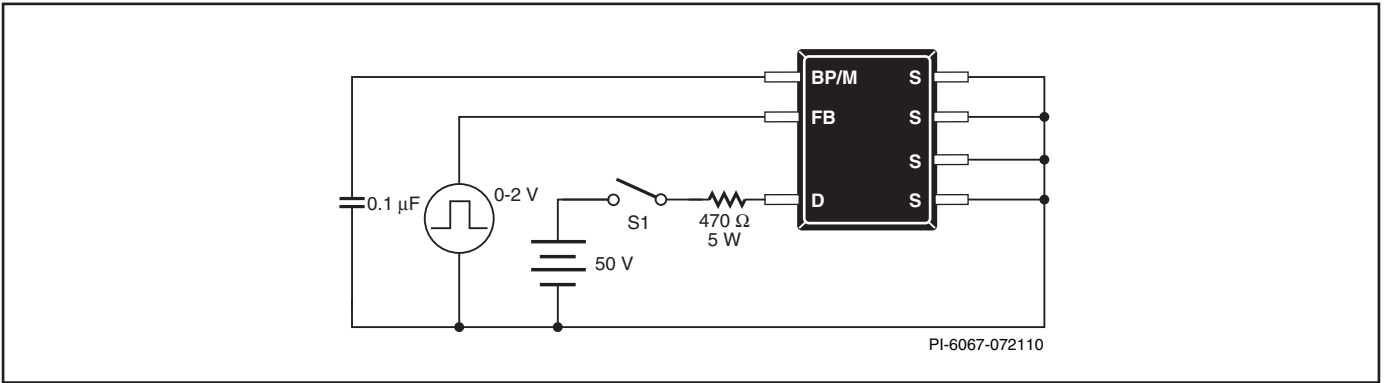 BP/M S
FB S
S
D S
0.1 µF
0-2 V
S1
470 Ω
5 W
50 V
PI-6067-072110